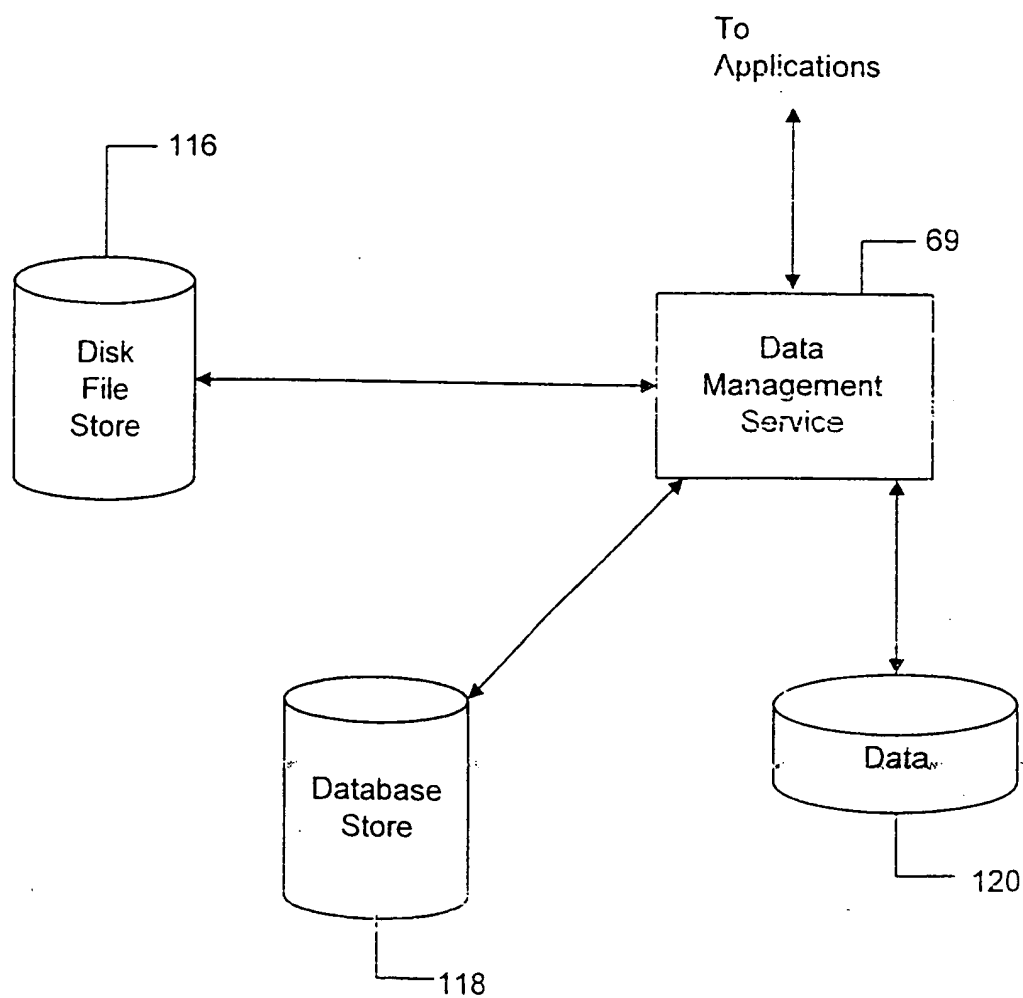 To
Applications
116
69
Disk
File
Store
Data
Management
Service
Data
Database
Store
120
118